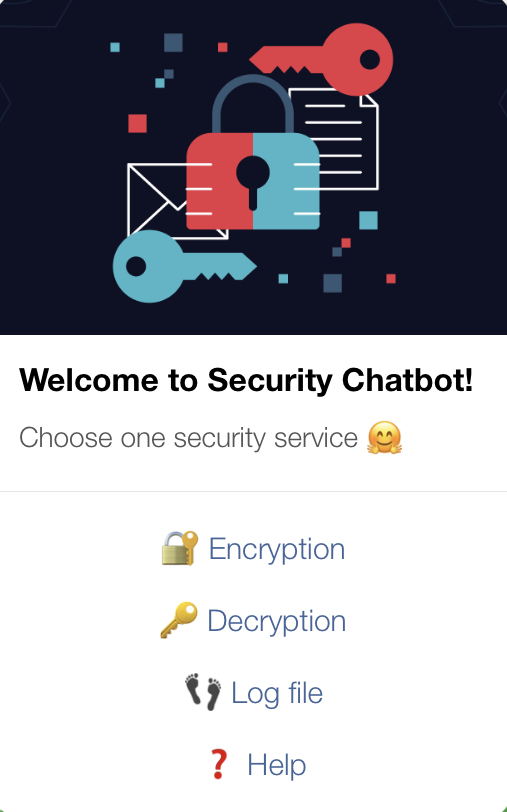 Welcome to Security Chatbot!
Choose one security service 🤗
🔐 Encryption
🔑 Decryption
👣 Log file
❓ Help